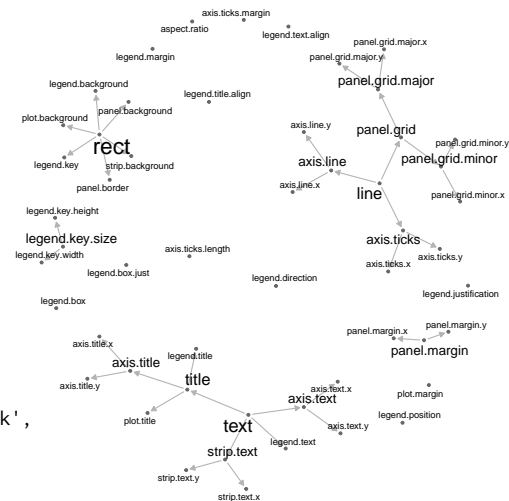 axis.ticks.margin
aspect.ratio
legend.text.align
legend.margin
panel.grid.major.x
panel.grid.major.y
panel.grid.major
legend.background
legend.title.align
panel.background
plot.background
rect
legend.key
strip.background
panel.border
axis.line.y
panel.grid
panel.grid.minor.y
panel.grid.minor
axis.line
line
axis.line.x
panel.grid.minor.x
legend.key.height
legend.key.size
legend.key.width
axis.ticks.length
legend.box.just
axis.ticks
axis.ticks.y
axis.ticks.x
legend.direction
legend.justification
legend.box
panel.margin.x
panel.margin.y
panel.margin
axis.title.x
legend.title
axis.title
axis.title.y
title
plot.title
axis.text.x
axis.text
plot.margin
legend.position
k',
text
axis.text.y
legend.text
strip.text
strip.text.y
strip.text.x